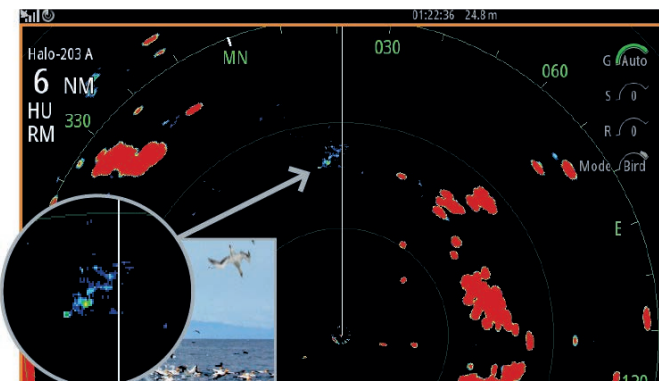 01:22:36 24.8 m
Halo-203 A
6 NM
HU
RM
330
MN
030
060
E
120
G Auto
S 0
R 0
Mode Bird